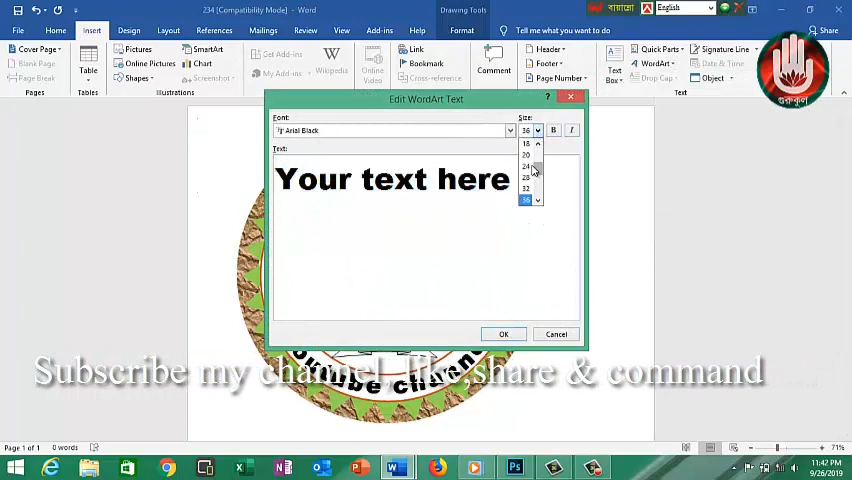 234 [Compatibility Mode] - Word
Drawing Tools
বায়ান্নো
English
File Home Insert Design Layout References Mailings Review View Add-ins Help Format Tell me what you want to do Share
Cover Page
Blank Page
Page Break
Pages
Table
Tables
Pictures
Online Pictures
Shapes
SmartArt
Chart
Screenshot
Illustrations
Get Add-ins
My Add-ins
Wikipedia
Online
Video
Link
Bookmark
Cross-reference
Comment
Header
Footer
Page Number
Text
Box
Quick Parts
WordArt
Drop Cap
Signature Line
Date & Time
Object
Text
গুরুকুল
Edit WordArt Text
?
Font:
Size:
Arial Black
36
B
I
Text:
18
20
24
28
32
36
Your text here
OK
Cancel
Subscribe my channel, like,share & command
Page 1 of 1
0 words
71%
11:42 PM
9/26/2019